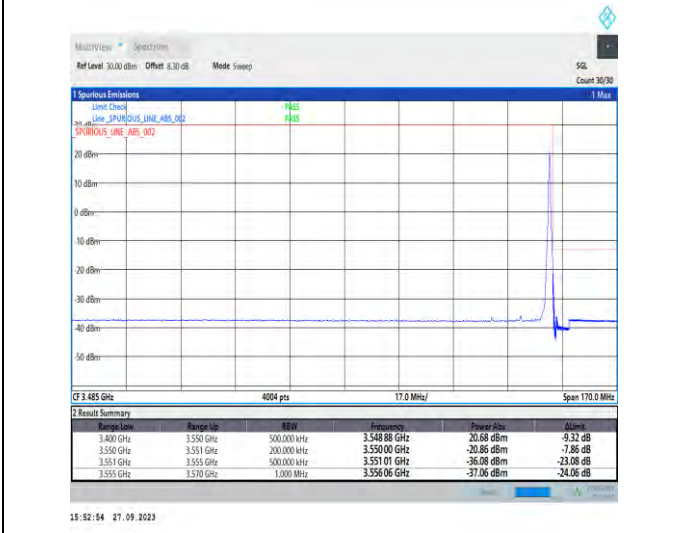 MultiView Spectrum
Ref Level 30.00 dBm Offset 8.30 dB Mode Sweep SGL
Count 30/30
1 Spurious Emissions 1 Max
Limit Check PASS
Line _SPURIOUS_LINE_ABS_002 PASS
_SPURIOUS_LINE_ABS_002
20 dBm
10 dBm
0 dBm
-10 dBm
-20 dBm
-30 dBm
-40 dBm
-50 dBm
CF 3.485 GHz 4004 pts 17.0 MHz/ Span 170.0 MHz
2 Result Summary
Range Low Range Up RBW Frequency Power Abs ΔLimit
3.400 GHz 3.550 GHz 500.000 kHz 3.548 88 GHz 20.68 dBm -9.32 dB
3.550 GHz 3.551 GHz 200.000 kHz 3.550 00 GHz -20.86 dBm -7.86 dB
3.551 GHz 3.555 GHz 500.000 kHz 3.551 01 GHz -36.08 dBm -23.08 dB
3.555 GHz 3.570 GHz 1.000 MHz 3.556 06 GHz -37.06 dBm -24.06 dB
15:52:54 27.09.2023